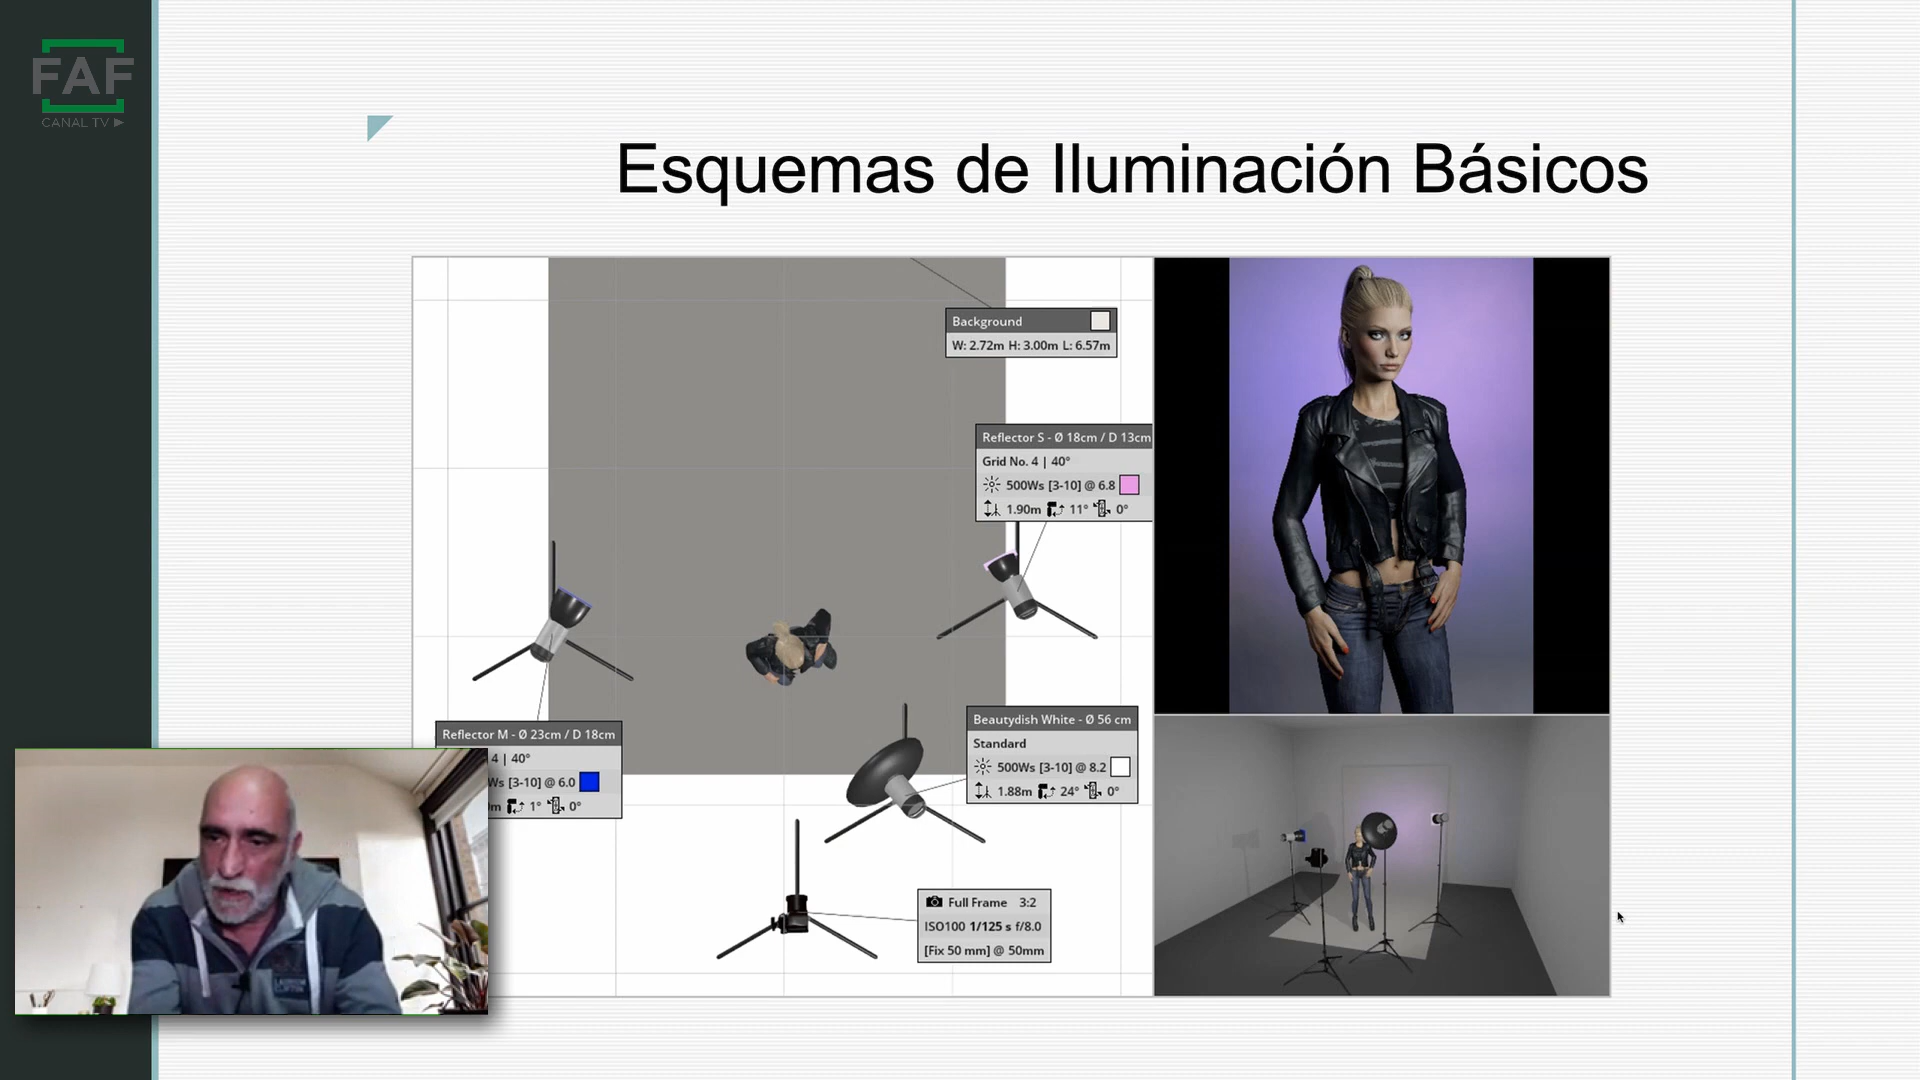 FAF
CANAL TV
Esquemas de Iluminación Básicos
Background
W: 2.72m H: 3.00m L: 6.57m
Reflector S - Ø 18cm / D 13cm
Grid No. 4 | 40°
500Ws [3-10] @ 6.8
1.90m 11° 0°
Reflector M - Ø 23cm / D 18cm
4 | 40°
Ws [3-10] @ 6.0
m 1° 0°
Beautydish White - Ø 56 cm
Standard
500Ws [3-10] @ 8.2
1.88m 24° 0°
Full Frame 3:2
ISO100 1/125 s f/8.0
[Fix 50 mm] @ 50mm